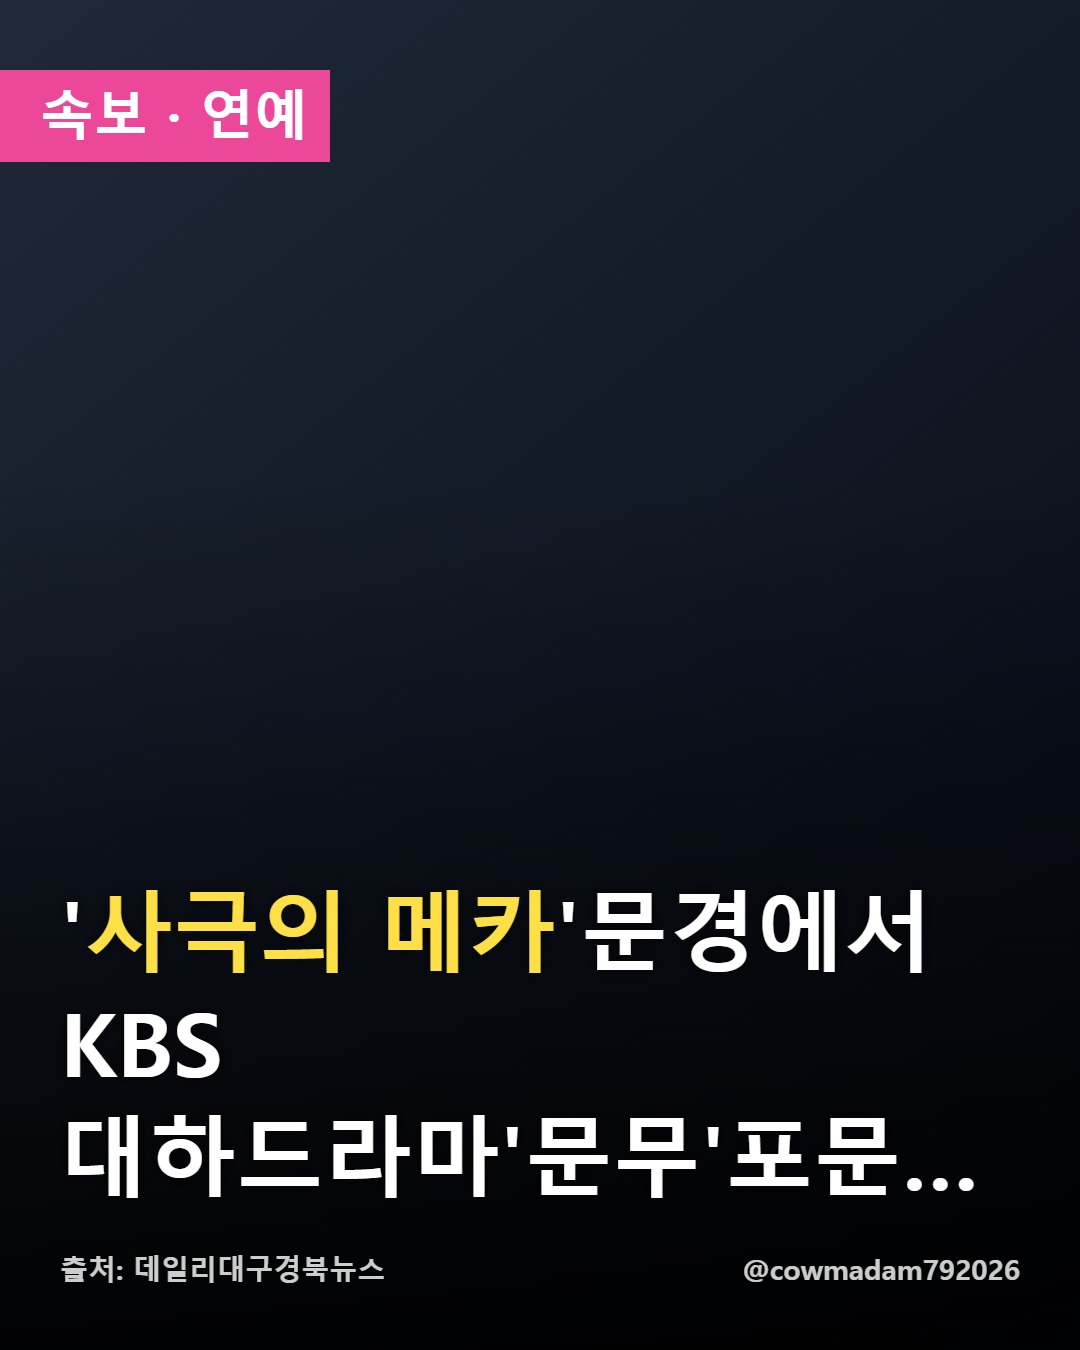 속보 · 연예
'사극의 메카'문경에서
KBS
대하드라마'문무'포문...
출처: 데일리대구경북뉴스
@cowmadam792026